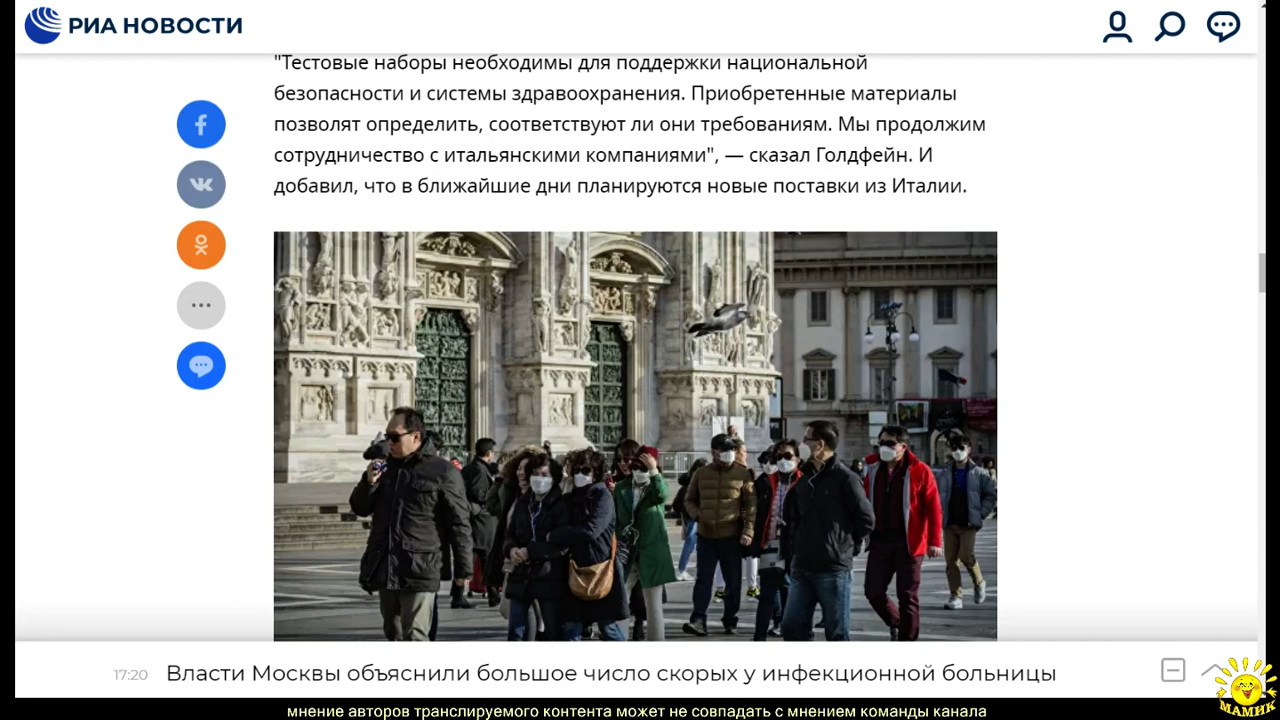 РИА НОВОСТИ
"Тестовые наборы необходимы для поддержки национальной
безопасности и системы здравоохранения. Приобретенные материалы
позволят определить, соответствуют ли они требованиям. Мы продолжим
сотрудничество с итальянскими компаниями", — сказал Голдфейн. И
добавил, что в ближайшие дни планируются новые поставки из Италии.
17:20 Власти Москвы объяснили большое число скорых у инфекционной больницы
МАМИК
мнение авторов транслируемого контента может не совпадать с мнением команды канала